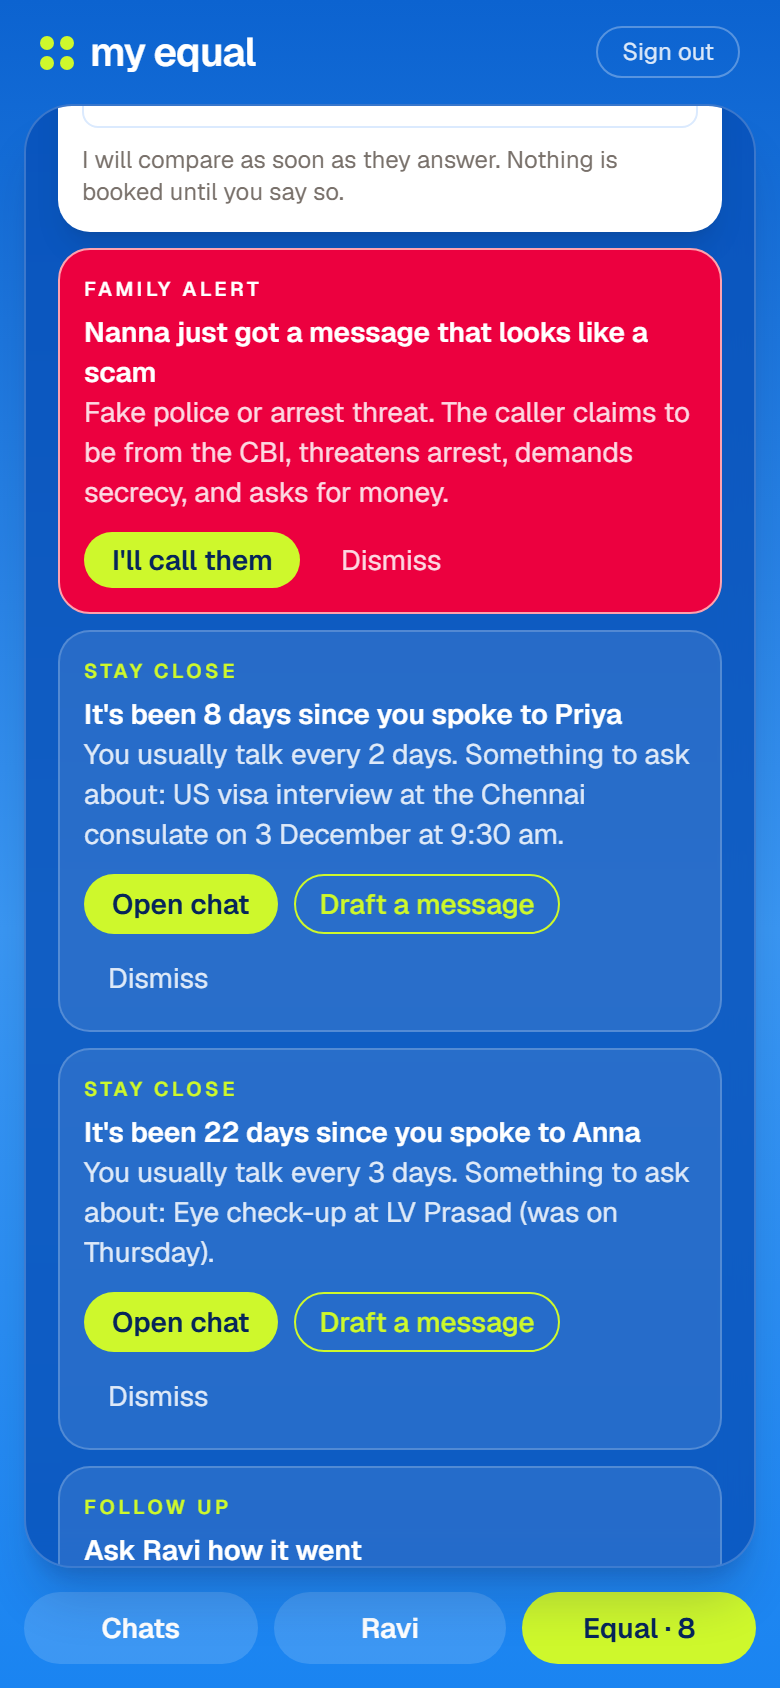 my equal
Sign out
I will compare as soon as they answer. Nothing is
booked until you say so.
FAMILY ALERT
Nanna just got a message that looks like a
scam
Fake police or arrest threat. The caller claims to
be from the CBI, threatens arrest, demands
secrecy, and asks for money.
I'll call them
Dismiss
STAY CLOSE
It's been 8 days since you spoke to Priya
You usually talk every 2 days. Something to ask
about: US visa interview at the Chennai
consulate on 3 December at 9:30 am.
Open chat
Draft a message
Dismiss
STAY CLOSE
It's been 22 days since you spoke to Anna
You usually talk every 3 days. Something to ask
about: Eye check-up at LV Prasad (was on
Thursday).
Open chat
Draft a message
Dismiss
FOLLOW UP
Ask Ravi how it went
Chats
Ravi
Equal · 8